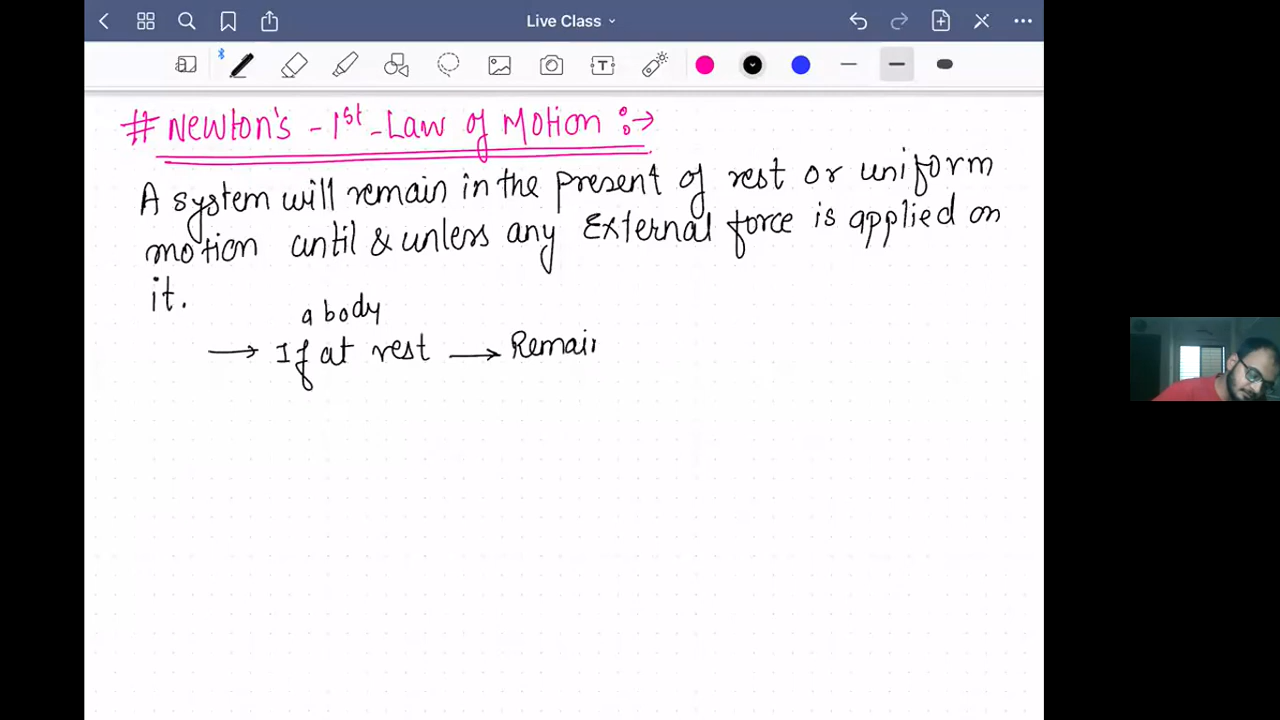 Live Class
# Newton's - 1st - Law of Motion :→
A system will remain in the present of rest or uniform
motion until & unless any External force is applied on
it.
a body
→ If at rest → Remain